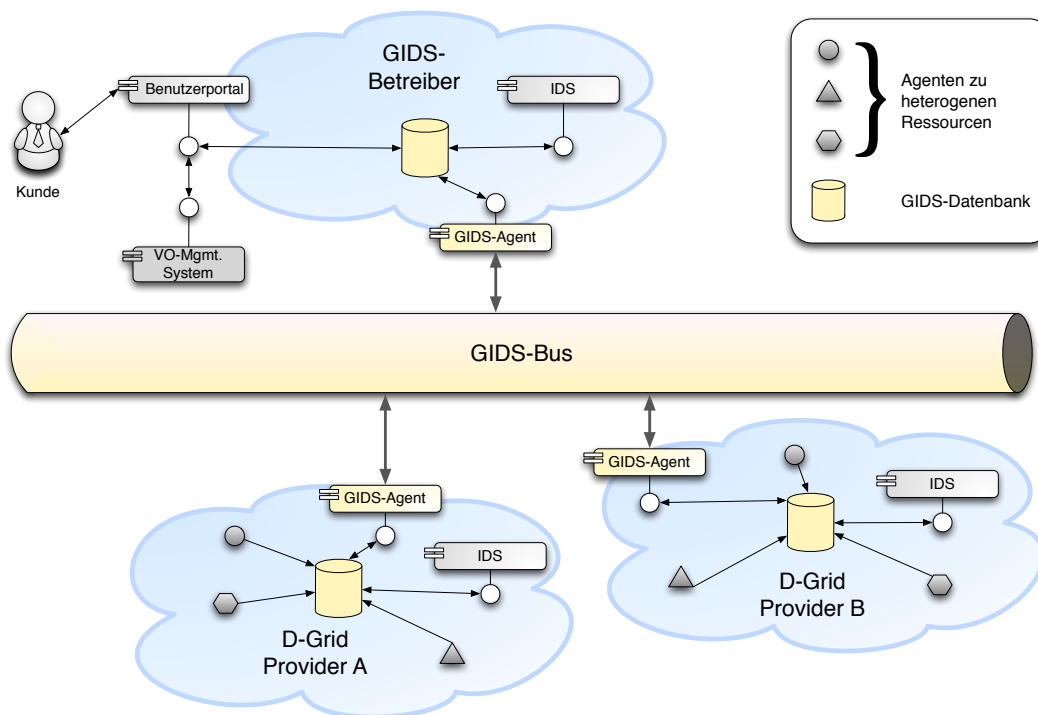 GIDS-
Betreiber
Benutzerportal
IDS
Kunde
GIDS-Agent
VO-Mgmt.
System
Agenten zu
heterogenen
Ressourcen
GIDS-Datenbank
GIDS-Bus
GIDS-Agent
IDS
D-Grid
Provider A
GIDS-Agent
IDS
D-Grid
Provider B